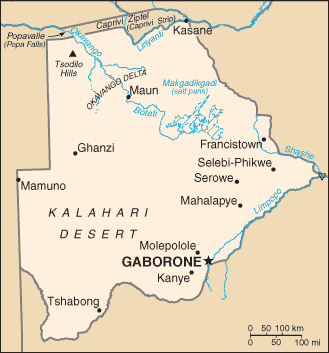 Popavalle
(Popa Falls)
Caprivi Zipfel
(Caprivi Strip)
Kasane
Okavango
Linyanti
Tsodilo
Hills
OKAVANGO DELTA
Maun
Makgadikgadi
(salt pans)
Boteti
Francistown
Shashe
Ghanzi
Selebi-Phikwe
Serowe
Mamuno
Mahalapye
Limpopo
KALAHARI
DESERT
Molepolole
GABORONE
Kanye
Tshabong
0 50 100 km
0 50 100 mi